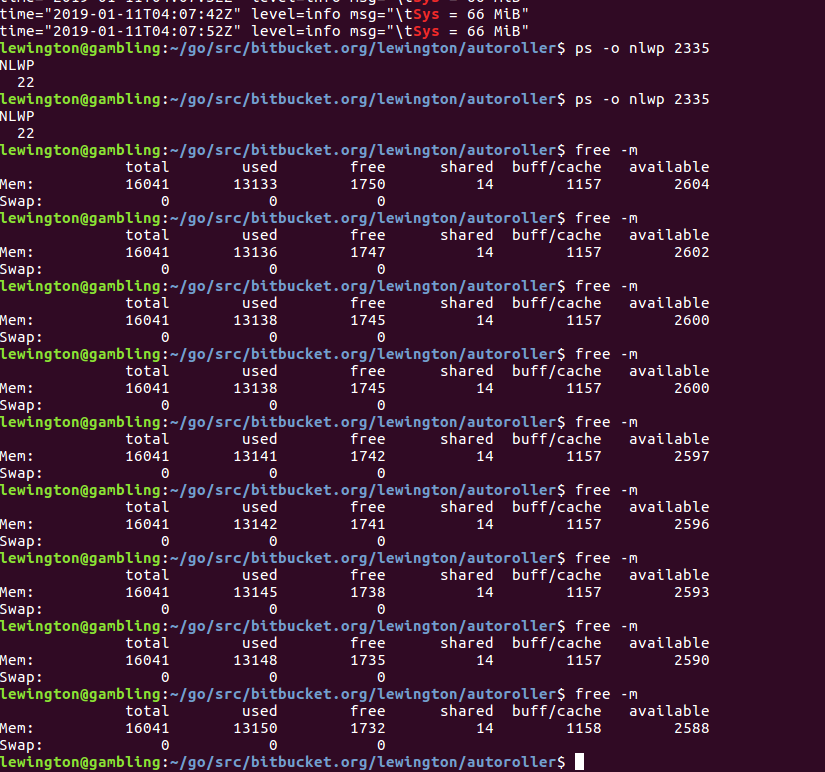 time="2019-01-11T04:07:32Z" level=info msg="\tSys = 66 MiB"
time="2019-01-11T04:07:42Z" level=info msg="\tSys = 66 MiB"
time="2019-01-11T04:07:52Z" level=info msg="\tSys = 66 MiB"
lewington@gambling:~/go/src/bitbucket.org/lewington/autoroller$ ps -o nlwp 2335
NLWP
22
lewington@gambling:~/go/src/bitbucket.org/lewington/autoroller$ ps -o nlwp 2335
NLWP
22
lewington@gambling:~/go/src/bitbucket.org/lewington/autoroller$ free -m
total used free shared buff/cache available
Mem: 16041 13133 1750 14 1157 2604
Swap: 0 0 0
lewington@gambling:~/go/src/bitbucket.org/lewington/autoroller$ free -m
total used free shared buff/cache available
Mem: 16041 13136 1747 14 1157 2602
Swap: 0 0 0
lewington@gambling:~/go/src/bitbucket.org/lewington/autoroller$ free -m
total used free shared buff/cache available
Mem: 16041 13138 1745 14 1157 2600
Swap: 0 0 0
lewington@gambling:~/go/src/bitbucket.org/lewington/autoroller$ free -m
total used free shared buff/cache available
Mem: 16041 13138 1745 14 1157 2600
Swap: 0 0 0
lewington@gambling:~/go/src/bitbucket.org/lewington/autoroller$ free -m
total used free shared buff/cache available
Mem: 16041 13141 1742 14 1157 2597
Swap: 0 0 0
lewington@gambling:~/go/src/bitbucket.org/lewington/autoroller$ free -m
total used free shared buff/cache available
Mem: 16041 13142 1741 14 1157 2596
Swap: 0 0 0
lewington@gambling:~/go/src/bitbucket.org/lewington/autoroller$ free -m
total used free shared buff/cache available
Mem: 16041 13145 1738 14 1157 2593
Swap: 0 0 0
lewington@gambling:~/go/src/bitbucket.org/lewington/autoroller$ free -m
total used free shared buff/cache available
Mem: 16041 13148 1735 14 1157 2590
Swap: 0 0 0
lewington@gambling:~/go/src/bitbucket.org/lewington/autoroller$ free -m
total used free shared buff/cache available
Mem: 16041 13150 1732 14 1158 2588
Swap: 0 0 0
lewington@gambling:~/go/src/bitbucket.org/lewington/autoroller$